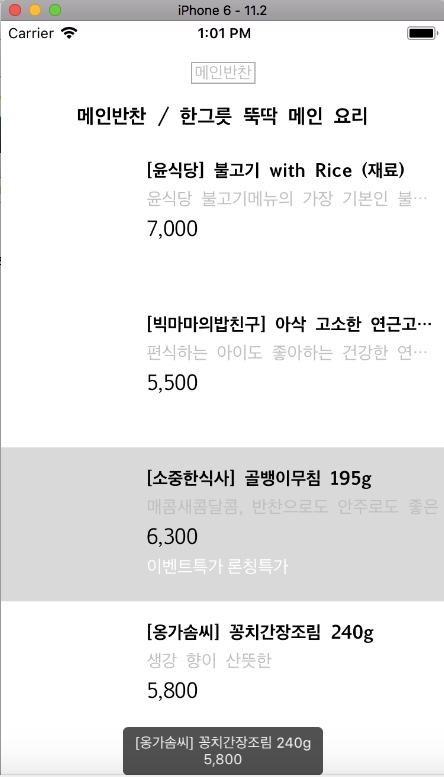 iPhone 6 - 11.2
Carrier 1:01 PM
메인반찬
메인반찬 / 한그릇 뚝딱 메인 요리
[윤식당] 불고기 with Rice (재료)
윤식당 불고기메뉴의 가장 기본인 불…
7,000
[빅마마의밥친구] 아삭 고소한 연근고…
편식하는 아이도 좋아하는 건강한 연…
5,500
[소중한식사] 골뱅이무침 195g
매콤새콤달콤, 반찬으로도 안주로도 좋은
6,300
이벤트특가 론칭특가
[옹가솜씨] 꽁치간장조림 240g
생강 향이 산뜻한
5,800
[옹가솜씨] 꽁치간장조림 240g
5,800